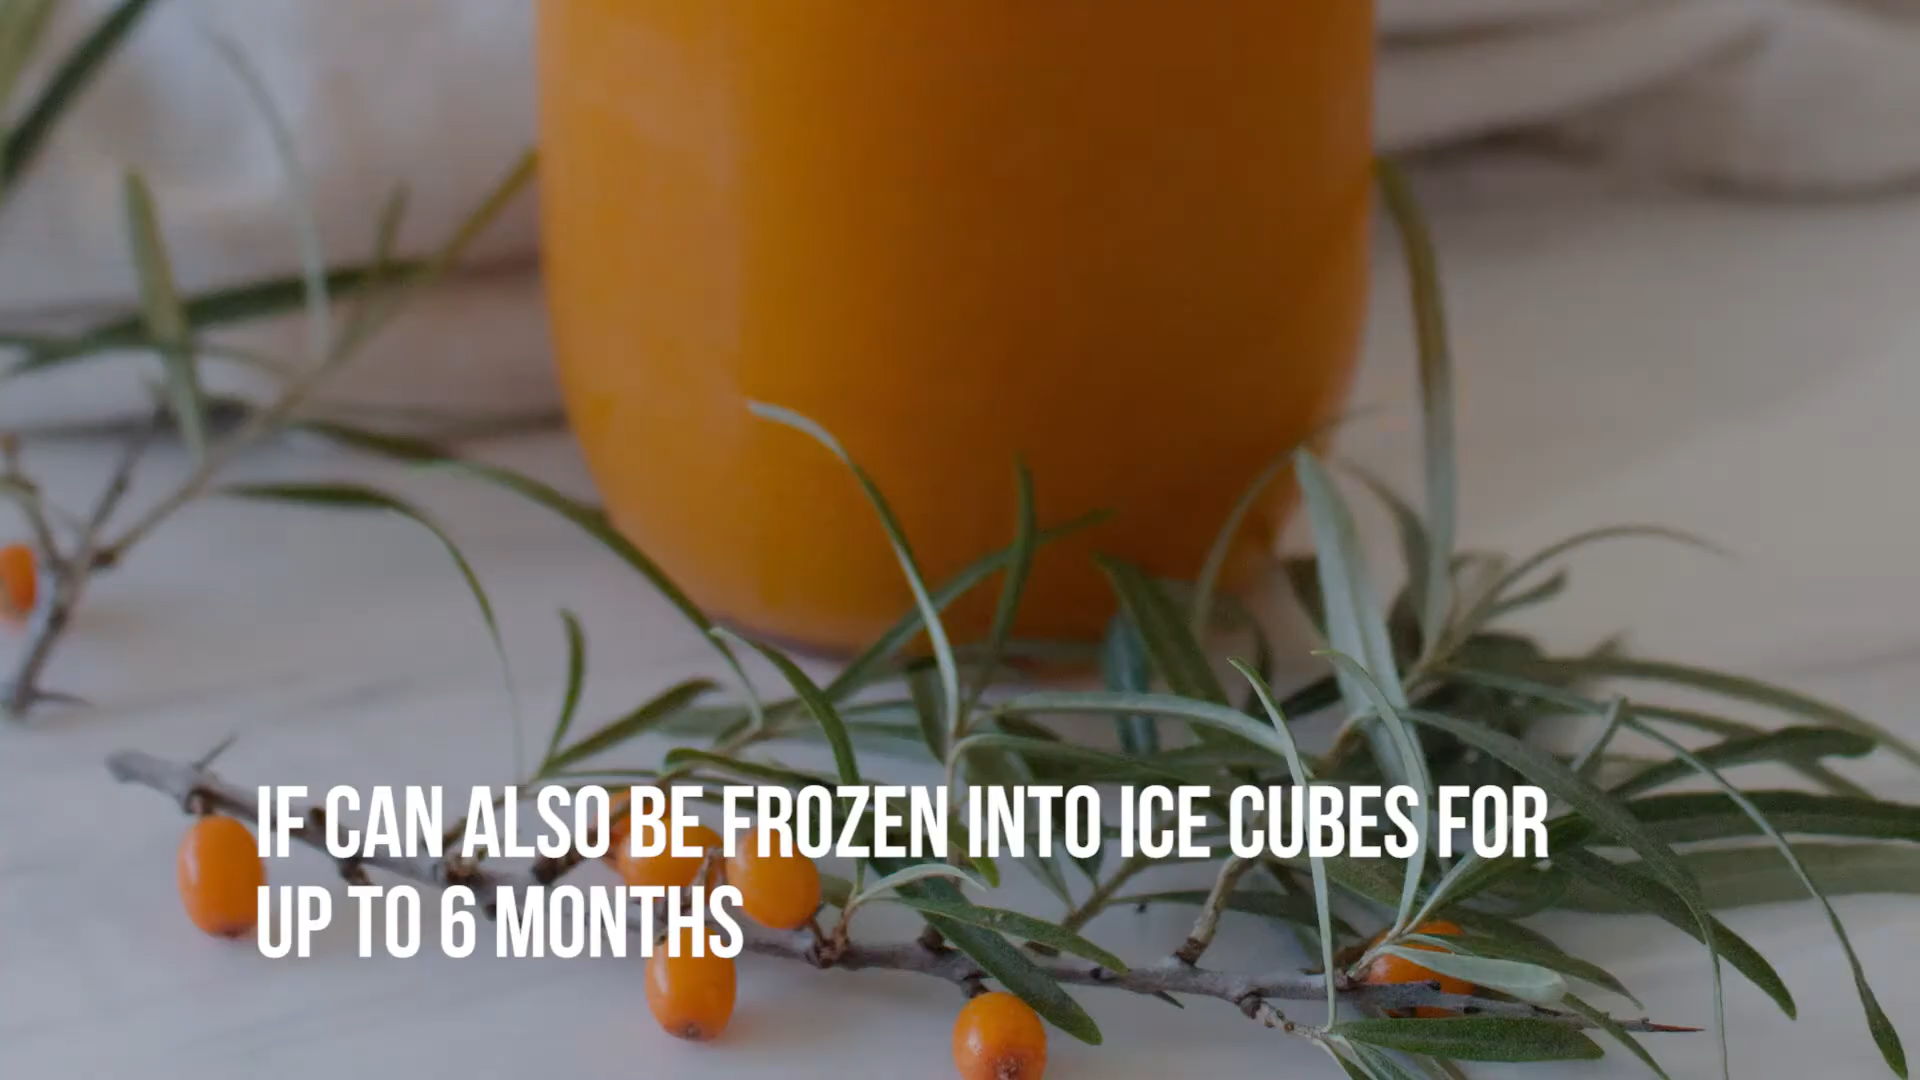 IF CAN ALSO BE FROZEN INTO ICE CUBES FOR
UP TO 6 MONTHS